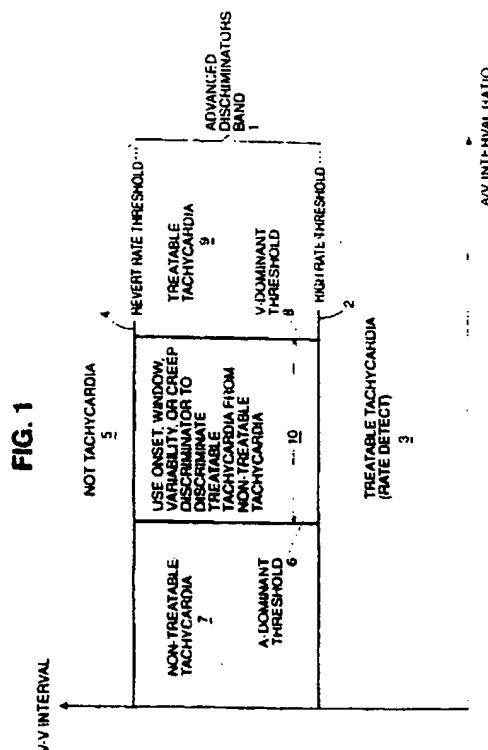 FIG. 1
V-V INTERVAL
NOT TACHYCARDIA
5
4
REVERT RATE THRESHOLD...
NON-TREATABLE
TACHYCARDIA
7
USE ONSET, WINDOW,
VARIABILITY, OR CREEP
DISCRIMINATOR TO
DISCRIMINATE
TREATABLE
TACHYCARDIA FROM
NON-TREATABLE
TACHYCARDIA
10
TREATABLE
TACHYCARDIA
9
ADVANCED
DISCRIMINATORS
BAND
1
A-DOMINANT
THRESHOLD
6
V-DOMINANT
THRESHOLD
8
HIGH RATE THRESHOLD...
2
TREATABLE TACHYCARDIA
(RATE DETECT)
3
A/V INTERVAL RATIO